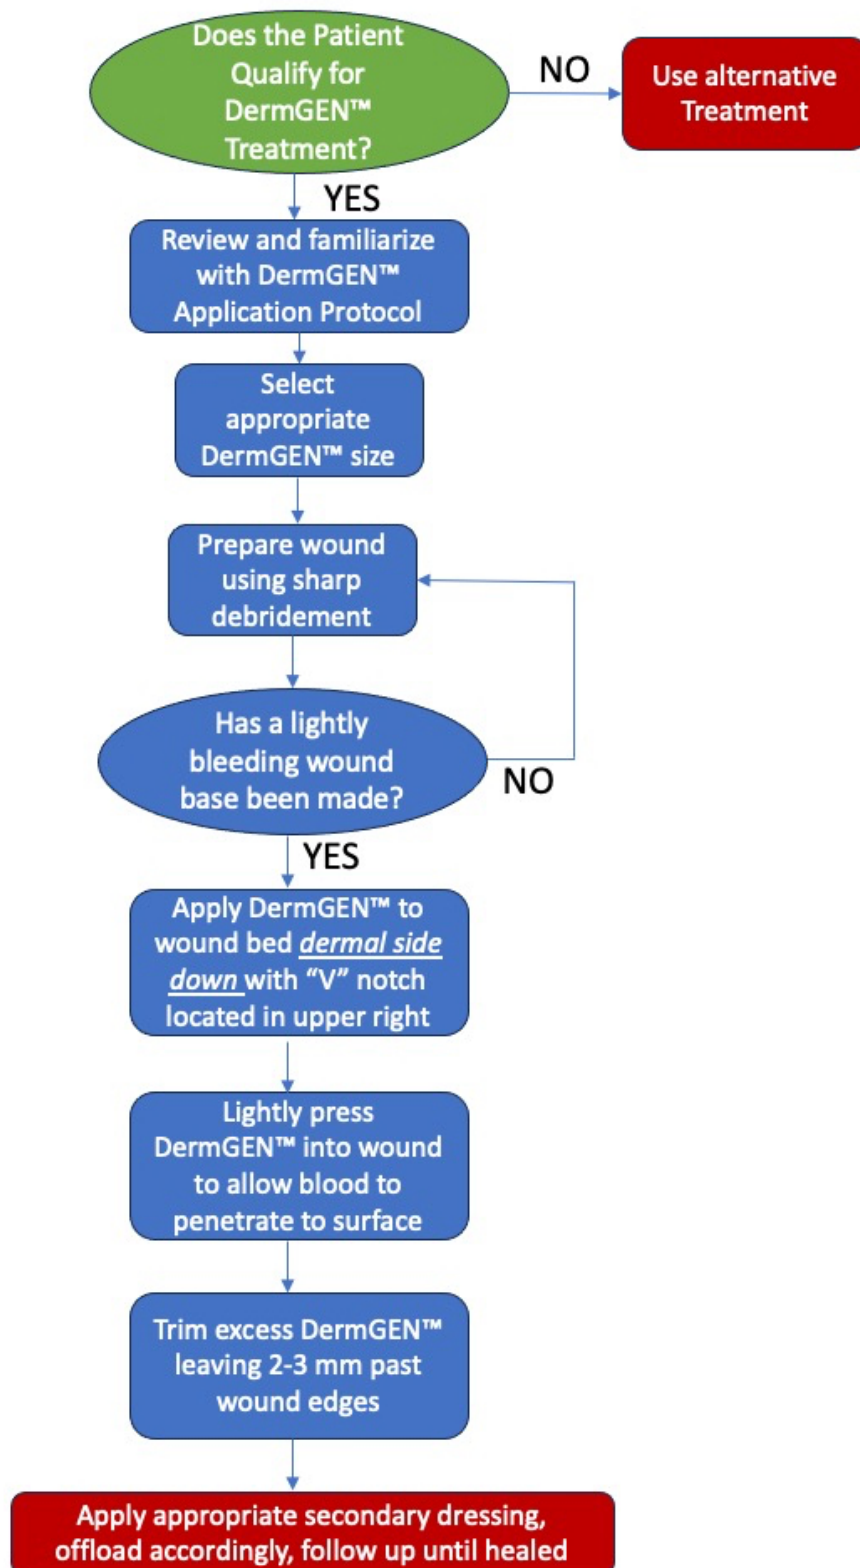 Does the Patient
Qualify for
DermGEN™
Treatment?
NO
Use alternative
Treatment
YES
Review and familiarize
with DermGEN™
Application Protocol
Select
appropriate
DermGEN™ size
Prepare wound
using sharp
debridement
Has a lightly
bleeding wound
base been made?
NO
YES
Apply DermGEN™ to
wound bed dermal side
down with “V” notch
located in upper right
Lightly press
DermGEN™ into wound
to allow blood to
penetrate to surface
Trim excess DermGEN™
leaving 2-3 mm past
wound edges
Apply appropriate secondary dressing,
offload accordingly, follow up until healed